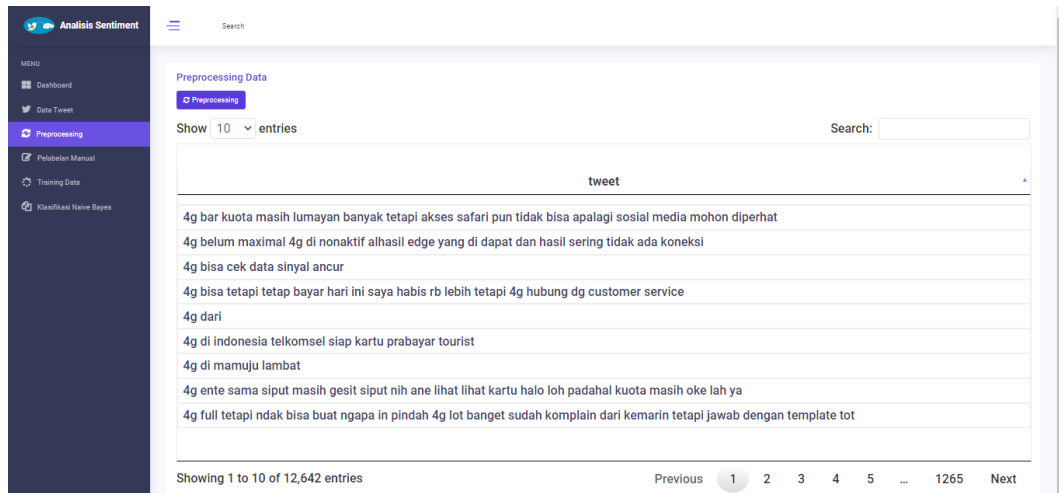 Analisis Sentiment
Search
MENU
Dashboard
Data Tweet
Preprocessing
Pelabelan Manual
Training Data
Klasifikasi Naive Bayes
Preprocessing Data
Preprocessing
Show 10 entries
Search:
tweet
4g bar kuota masih lumayan banyak tetapi akses safari pun tidak bisa apalagi sosial media mohon diperhat
4g belum maximal 4g di nonaktif alhasil edge yang di dapat dan hasil sering tidak ada koneksi
4g bisa cek data sinyal ancur
4g bisa tetapi tetap bayar hari ini saya habis rb lebih tetapi 4g hubung dg customer service
4g dari
4g di indonesia telkomsel siap kartu prabayar tourist
4g di mamuju lambat
4g ente sama siput masih gesit siput nih ane lihat lihat kartu halo loh padahal kuota masih oke lah ya
4g full tetapi ndak bisa buat ngapa in pindah 4g lot banget sudah komplain dari kemarin tetapi jawab dengan template tot
Showing 1 to 10 of 12,642 entries
Previous 1 2 3 4 5 ... 1265 Next